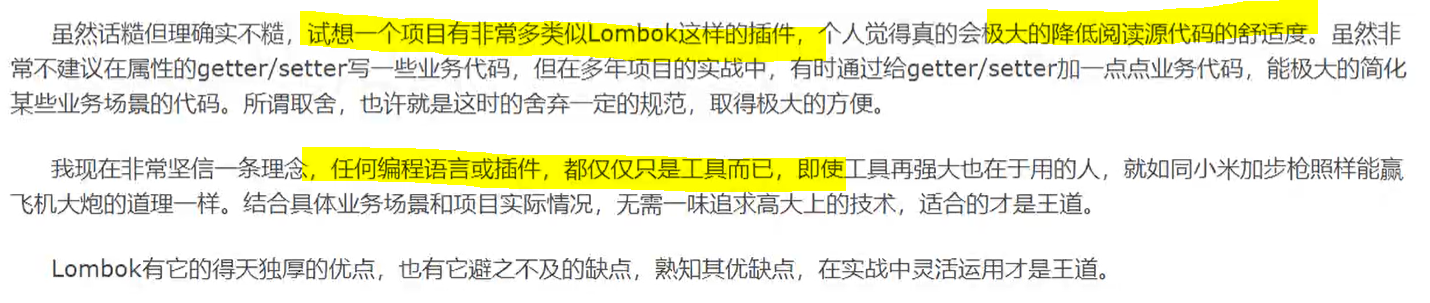 虽然话糙但理确实不糙，试想一个项目有非常多类似Lombok这样的插件，个人觉得真的会极大的降低阅读源代码的舒适度。虽然非
常不建议在属性的getter/setter写一些业务代码，但在多年项目的实战中，有时通过给getter/setter加一点点业务代码，能极大的简化
某些业务场景的代码。所谓取舍，也许就是这时的舍弃一定的规范，取得极大的方便。
我现在非常坚信一条理念，任何编程语言或插件，都仅仅只是工具而已，即使工具再强大也在于用的人，就如同小米加步枪照样能赢
飞机大炮的道理一样。结合具体业务场景和项目实际情况，无需一味追求高大上的技术，适合的才是王道。
Lombok有它的得天独厚的优点，也有它避之不及的缺点，熟知其优缺点，在实战中灵活运用才是王道。